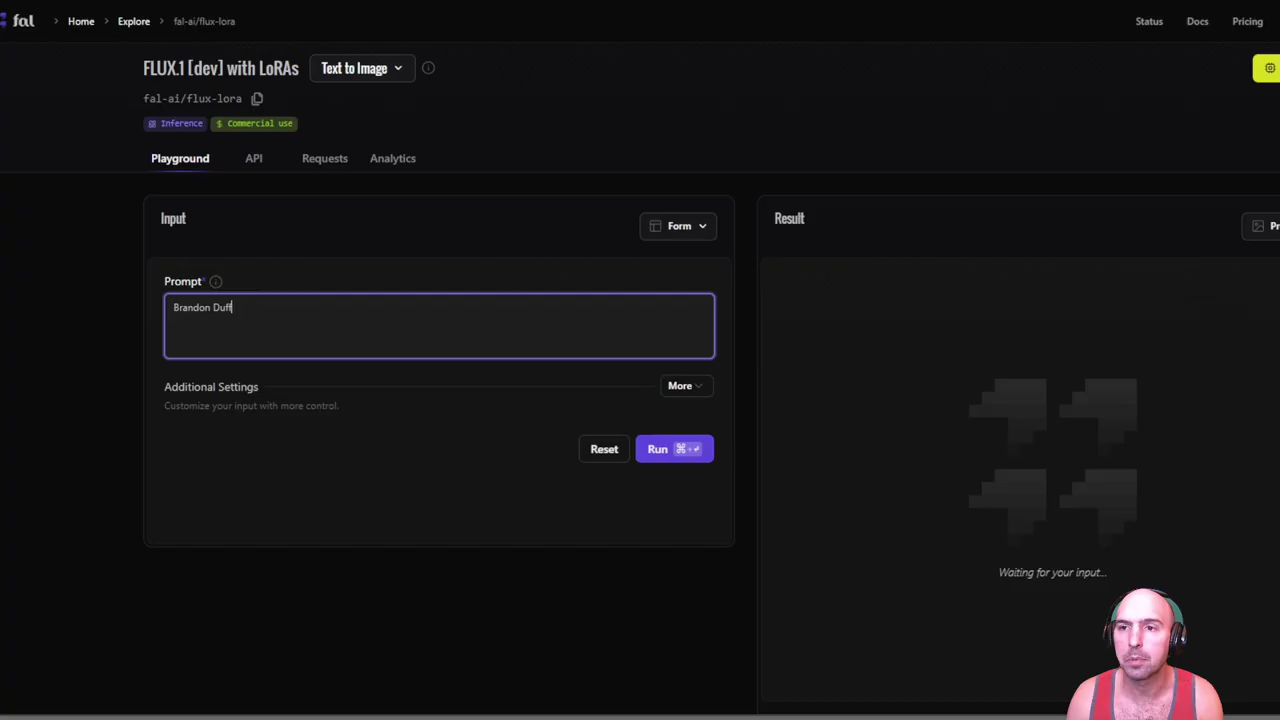 fal
Home
Explore
fal-ai/flux-lora
Status
Docs
Pricing
FLUX.1 [dev] with LoRAs
Text to Image
fal-ai/flux-lora
Inference
$ Commercial use
Playground
API
Requests
Analytics
Input
Form
Result
Prompt*
Brandon Duff
Additional Settings
More
Customize your input with more control.
Reset
Run ⌘+↵
Waiting for your input...